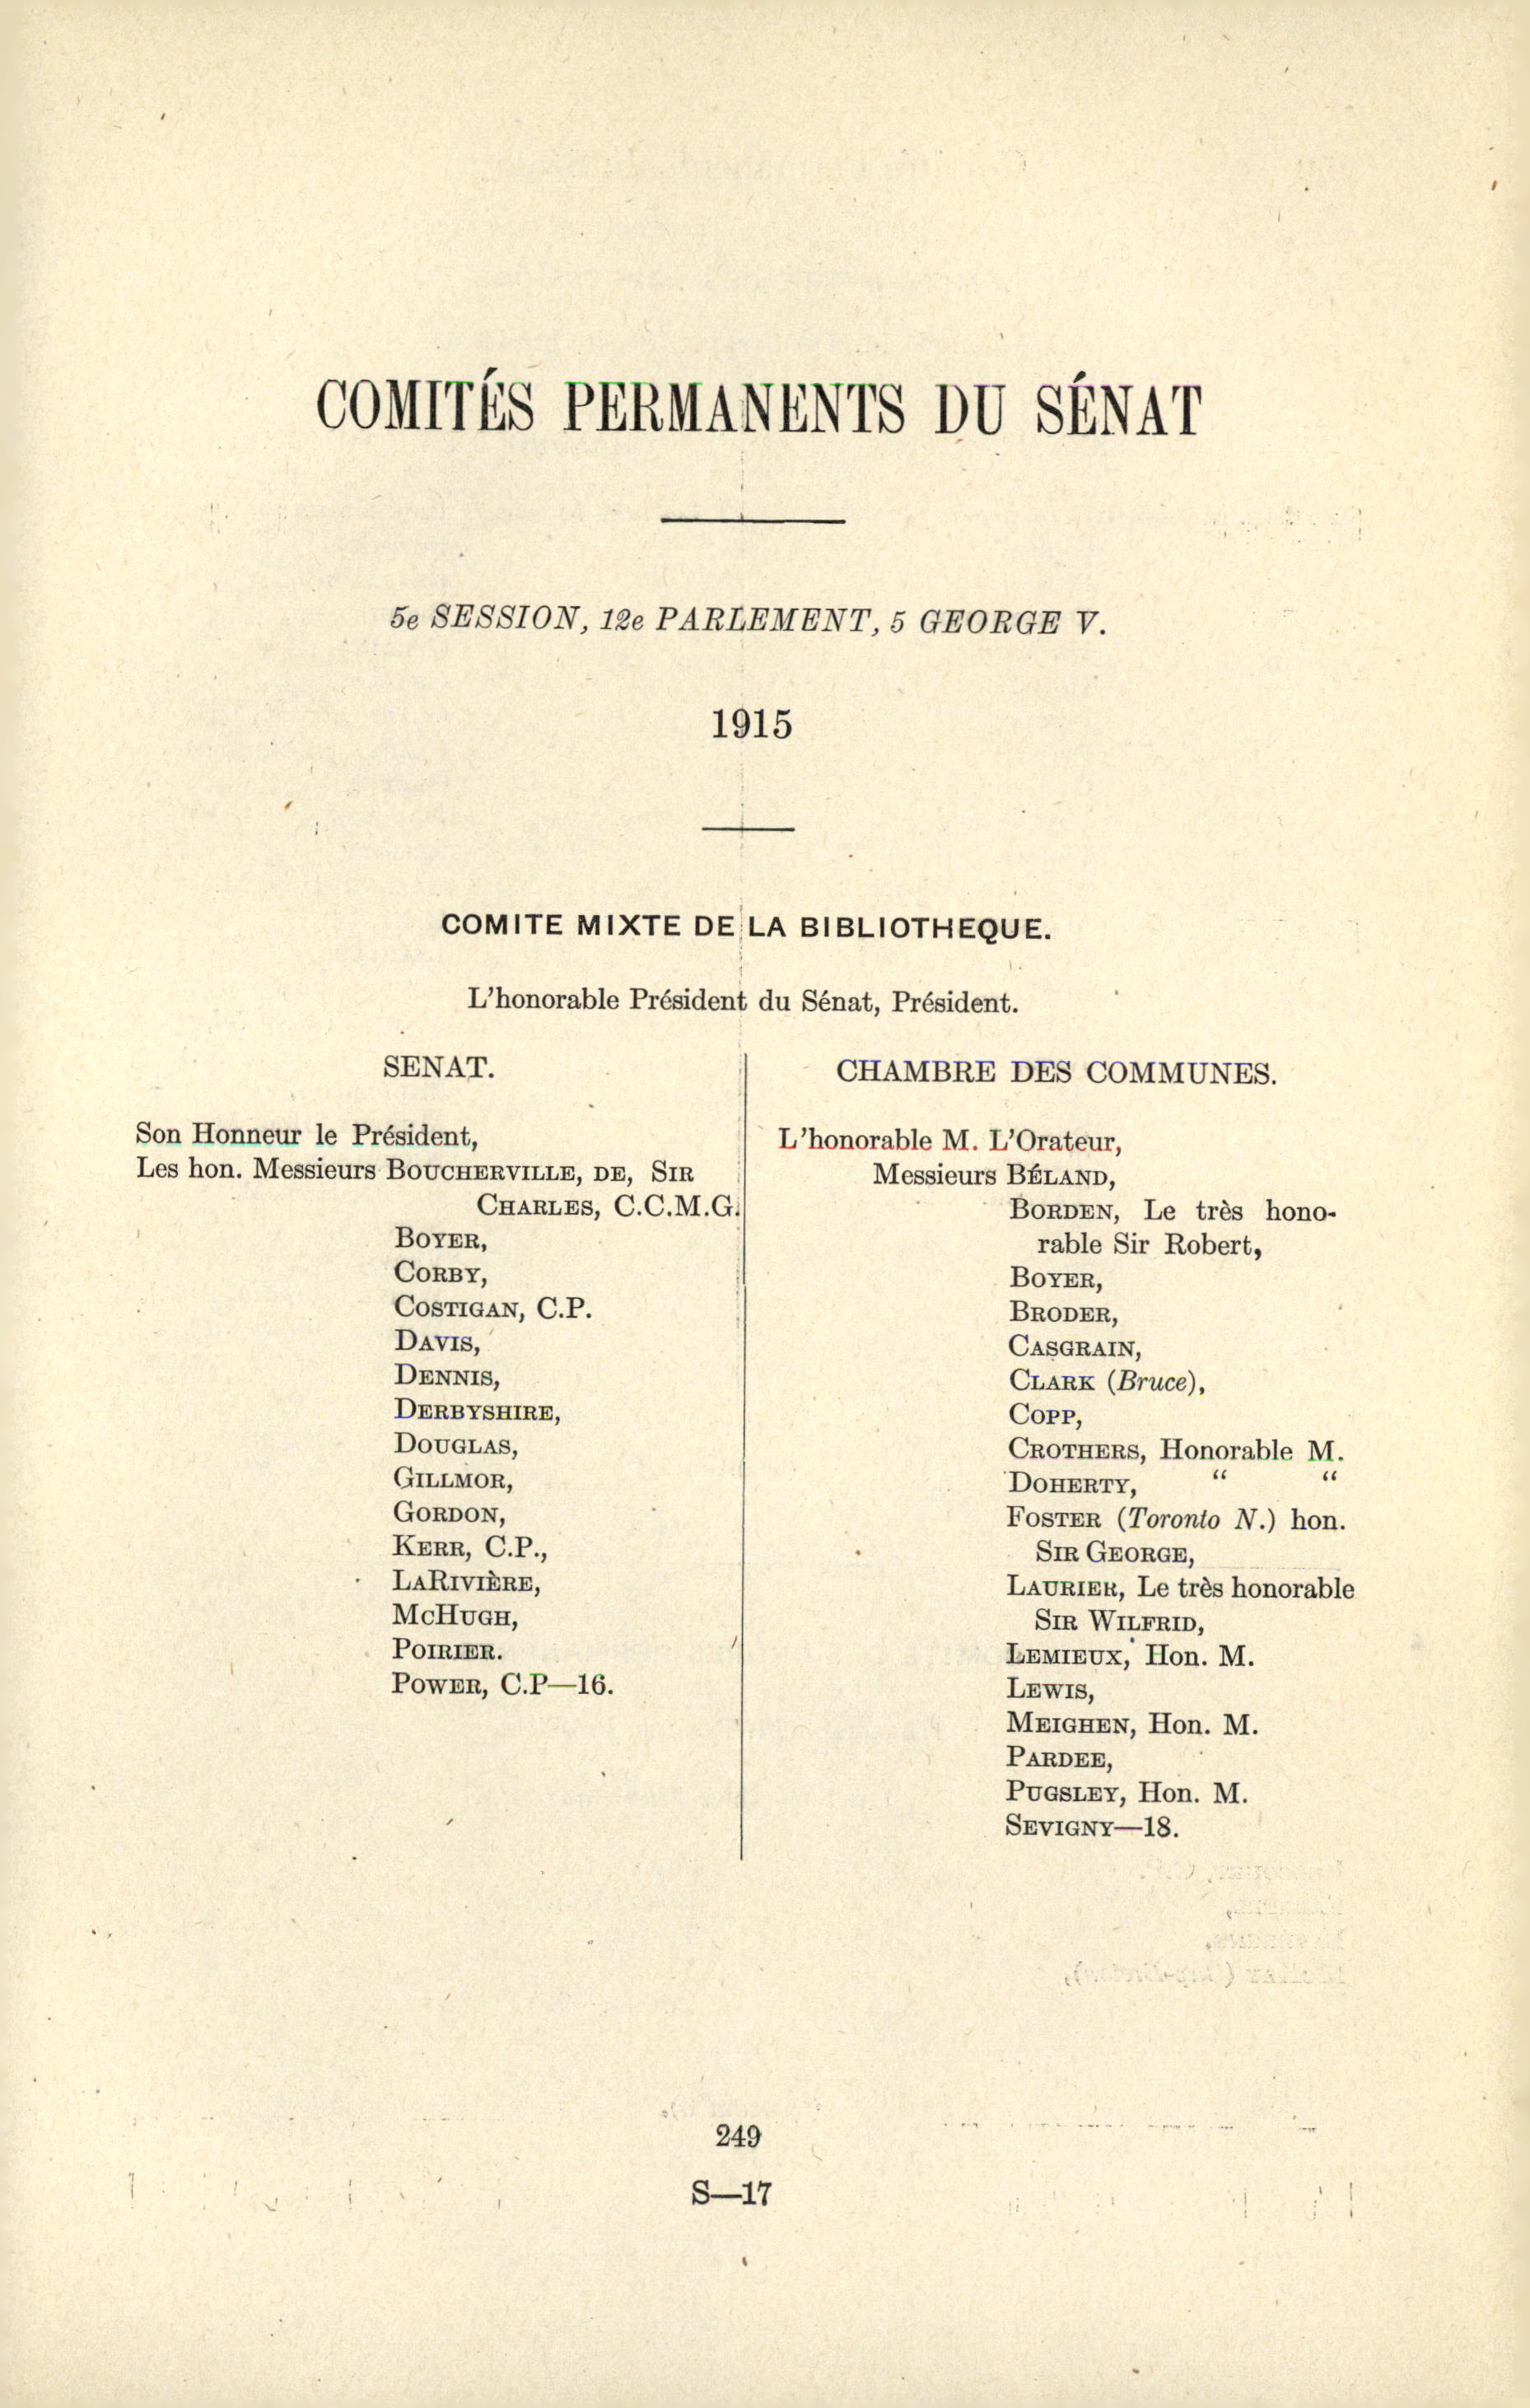 COMITÉS PERMANENTS DU SÉNAT
5e SESSION, 12e PARLEMENT, 5 GEORGE V.
1915
COMITE MIXTE DE LA BIBLIOTHEQUE.
L'honorable Président du Sénat, Président.
SENAT.
Son Honneur le Président,
Les hon. Messieurs BOUCHERVILLE, DE, SIR
CHARLES, C.C.M.G.
BOYER,
CORBY,
COSTIGAN, C.P.
DAVIS,
DENNIS,
DERBYSHIRE,
DOUGLAS,
GILLMOR,
GORDON,
KERR, C.P.,
LARIVIÈRE,
MCHUGH,
POIRIER.
POWER, C.P—16.
CHAMBRE DES COMMUNES.
L'honorable M. L'Orateur,
Messieurs BÉLAND,
BORDEN, Le très hono-
rable Sir Robert,
BOYER,
BRODER,
CASGRAIN,
CLARK (Bruce),
COPP,
CROTHERS, Honorable M.
DOHERTY, “ “
FOSTER (Toronto N.) hon.
SIR GEORGE,
LAURIER, Le très honorable
SIR WILFRID,
LEMIEUX, Hon. M.
LEWIS,
MEIGHEN, Hon. M.
PARDEE,
PUGSLEY, Hon. M.
SEVIGNY—18.
249
S—17